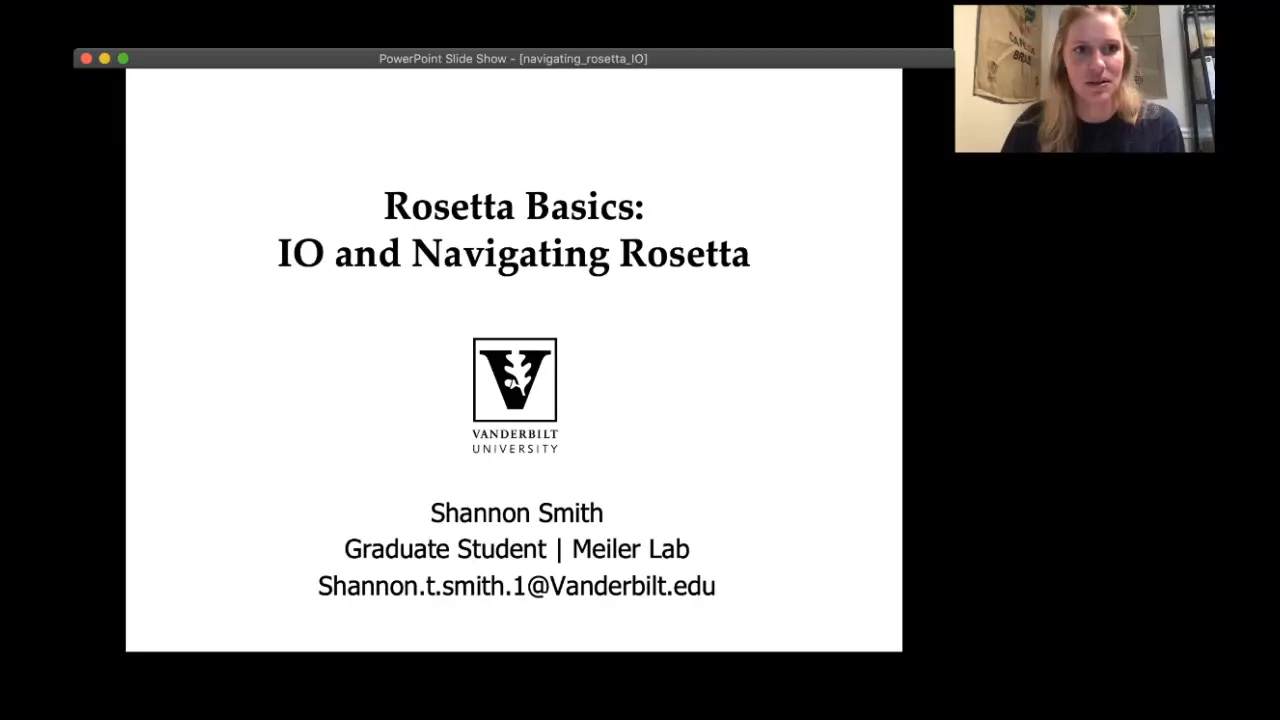 PowerPoint Slide Show - [navigating_rosetta_IO]
Rosetta Basics:
IO and Navigating Rosetta
V
VANDERBILT
UNIVERSITY
Shannon Smith
Graduate Student | Meiler Lab
Shannon.t.smith.1@Vanderbilt.edu